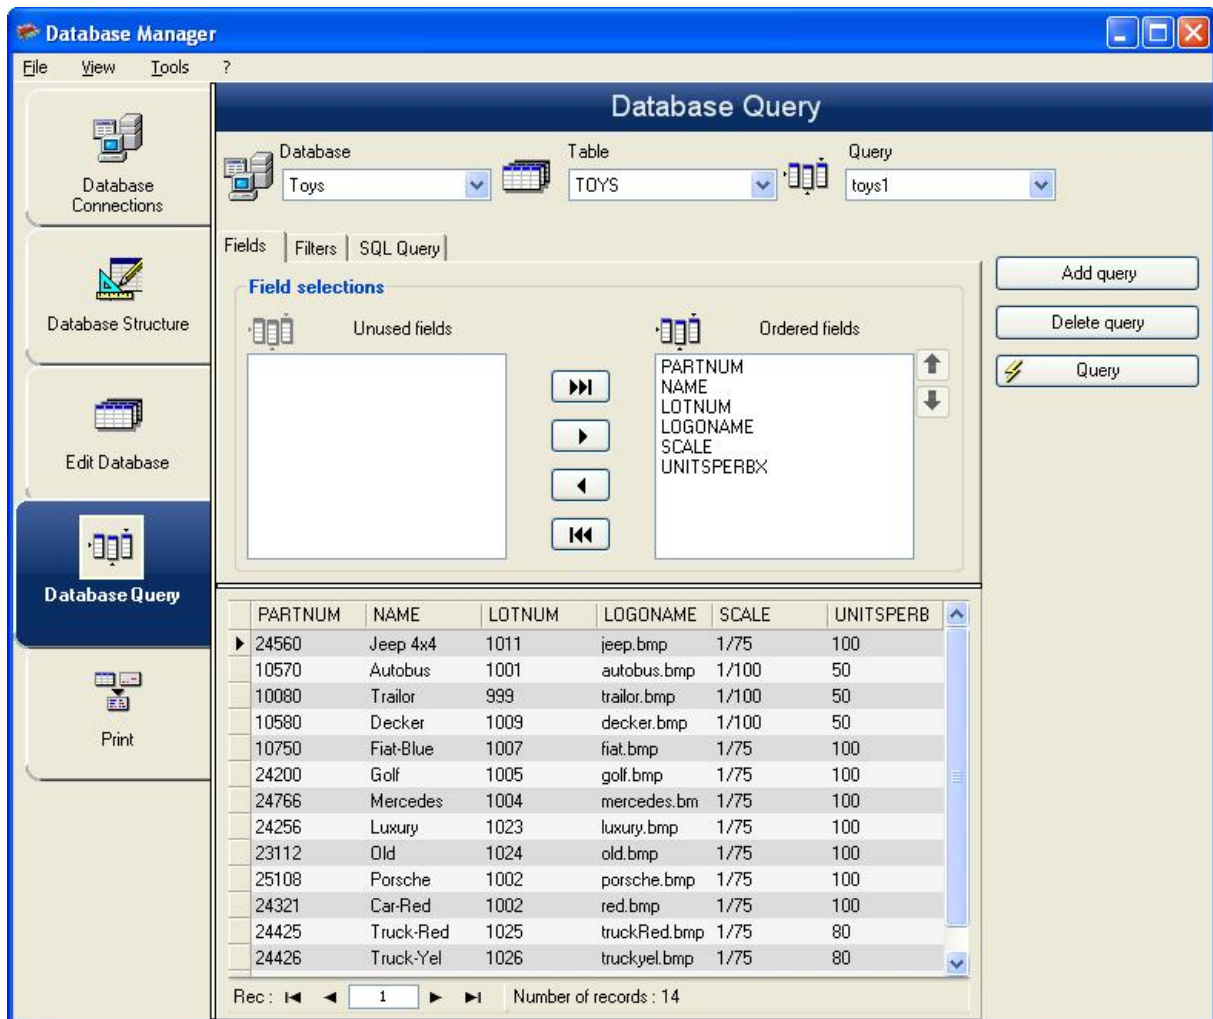 Database Manager
File View Tools ?
Database Query
Database Connections
Database Structure
Edit Database
Database Query
Print
Database Table Query
Toys TOYS toys1
Fields Filters SQL Query
Field selections
Unused fields Ordered fields
PARTNUM
NAME
LOTNUM
LOGONAME
SCALE
UNITSPERBX
Add query
Delete query
Query
PARTNUM NAME LOTNUM LOGONAME SCALE UNITSPERB
24560 Jeep 4x4 1011 jeep.bmp 1/75 100
10570 Autobus 1001 autobus.bmp 1/100 50
10080 Trailor 999 trailor.bmp 1/100 50
10580 Decker 1009 decker.bmp 1/100 50
10750 Fiat-Blue 1007 fiat.bmp 1/75 100
24200 Golf 1005 golf.bmp 1/75 100
24766 Mercedes 1004 mercedes.bm 1/75 100
24256 Luxury 1023 luxury.bmp 1/75 100
23112 Old 1024 old.bmp 1/75 100
25108 Porsche 1002 porsche.bmp 1/75 100
24321 Car-Red 1002 red.bmp 1/75 100
24425 Truck-Red 1025 truckRed.bmp 1/75 80
24426 Truck-Yel 1026 truckyel.bmp 1/75 80
Rec : 1 Number of records : 14